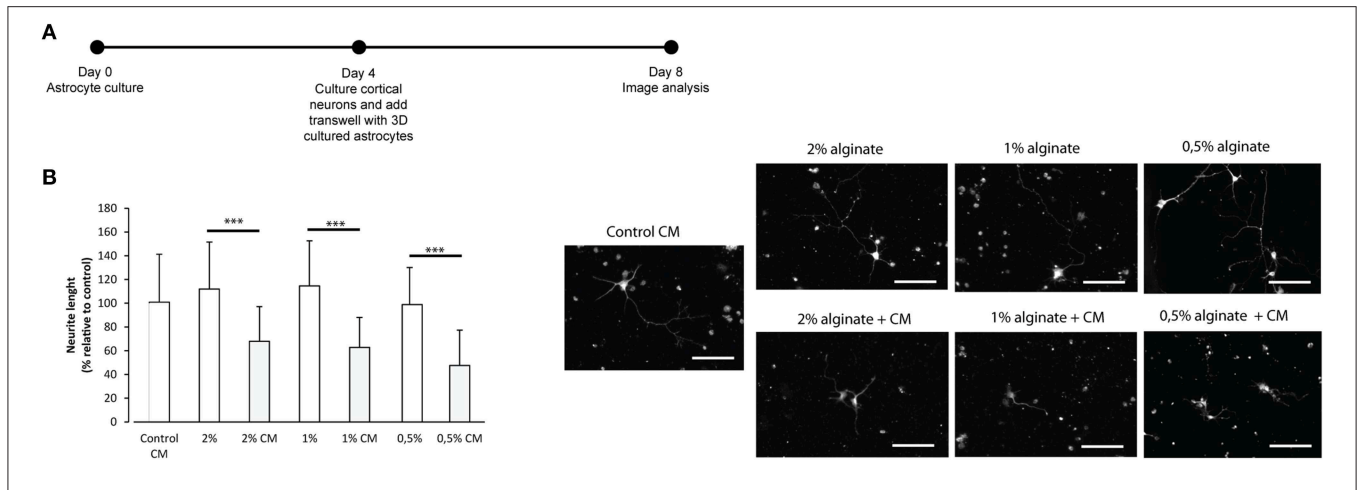 A
Day 0
Astrocyte culture
Day 4
Culture cortical
neurons and add
transwell with 3D
cultured astrocytes
Day 8
Image analysis
B
Neurite lenght
(% relative to control)
180
160
140
120
100
80
60
40
20
0
***
***
***
Control
CM
2%
2% CM
1%
1% CM
0,5%
0,5% CM
Control CM
2% alginate
1% alginate
0,5% alginate
2% alginate + CM
1% alginate + CM
0,5% alginate + CM